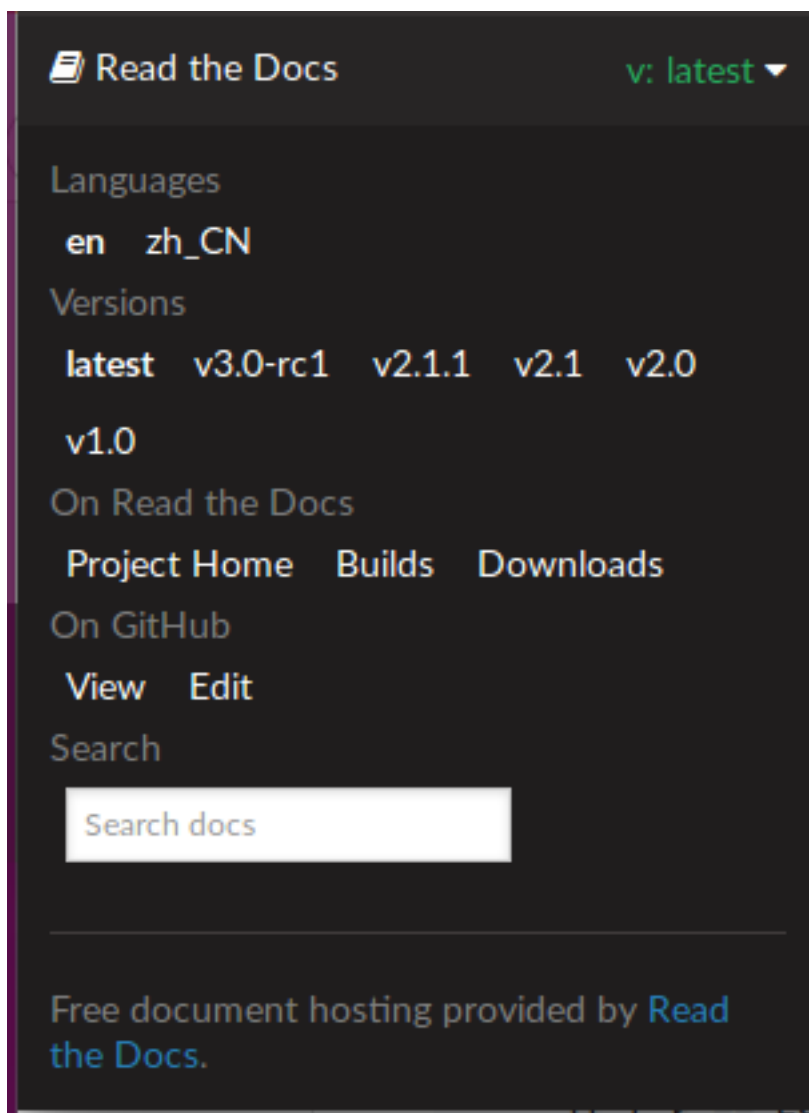 Read the Docs v: latest
Languages
en zh_CN
Versions
latest v3.0-rc1 v2.1.1 v2.1 v2.0
v1.0
On Read the Docs
Project Home Builds Downloads
On GitHub
View Edit
Search
Search docs
Free document hosting provided by Read
the Docs.